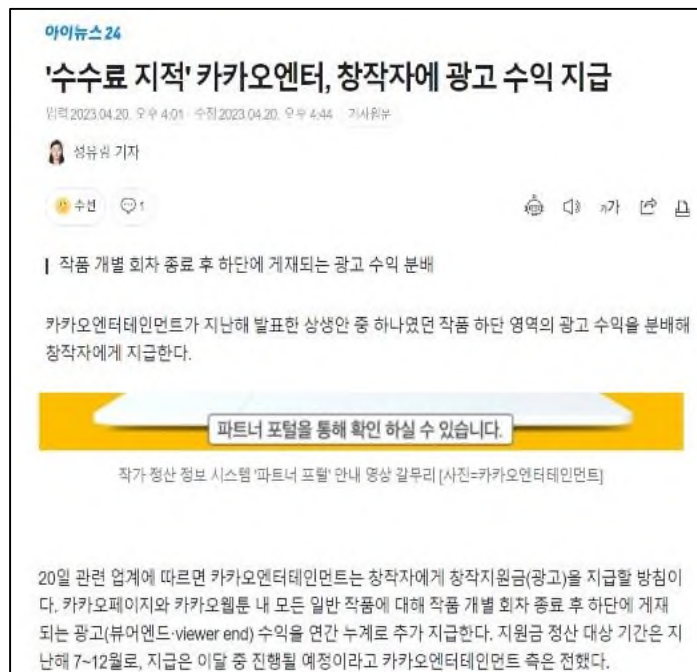 아이뉴스24
'수수료 지적' 카카오엔터, 창작자에 광고 수익 지급
입력 2023.04.20. 오후 4:01 수정 2023.04.20. 오후 4:44 기사원문
성유림 기자
수선 1
가가
작품 개별 회차 종료 후 하단에 게재되는 광고 수익 분배
카카오엔터테인먼트가 지난해 발표한 상생안 중 하나였던 작품 하단 영역의 광고 수익을 분배해
창작자에게 지급한다.
파트너 포털을 통해 확인 하실 수 있습니다.
작가 정산 정보 시스템 '파트너 포털' 안내 영상 갈무리 [사진=카카오엔터테인먼트]
20일 관련 업계에 따르면 카카오엔터테인먼트는 창작자에게 창작지원금(광고)을 지급할 방침이
다. 카카오페이지와 카카오웹툰 내 모든 일반 작품에 대해 작품 개별 회차 종료 후 하단에 게재
되는 광고(뷰어엔드·viewer end) 수익을 연간 누계로 추가 지급한다. 지원금 정산 대상 기간은 지
난해 7~12월로, 지급은 이달 중 진행될 예정이라고 카카오엔터테인먼트 측은 정했다.